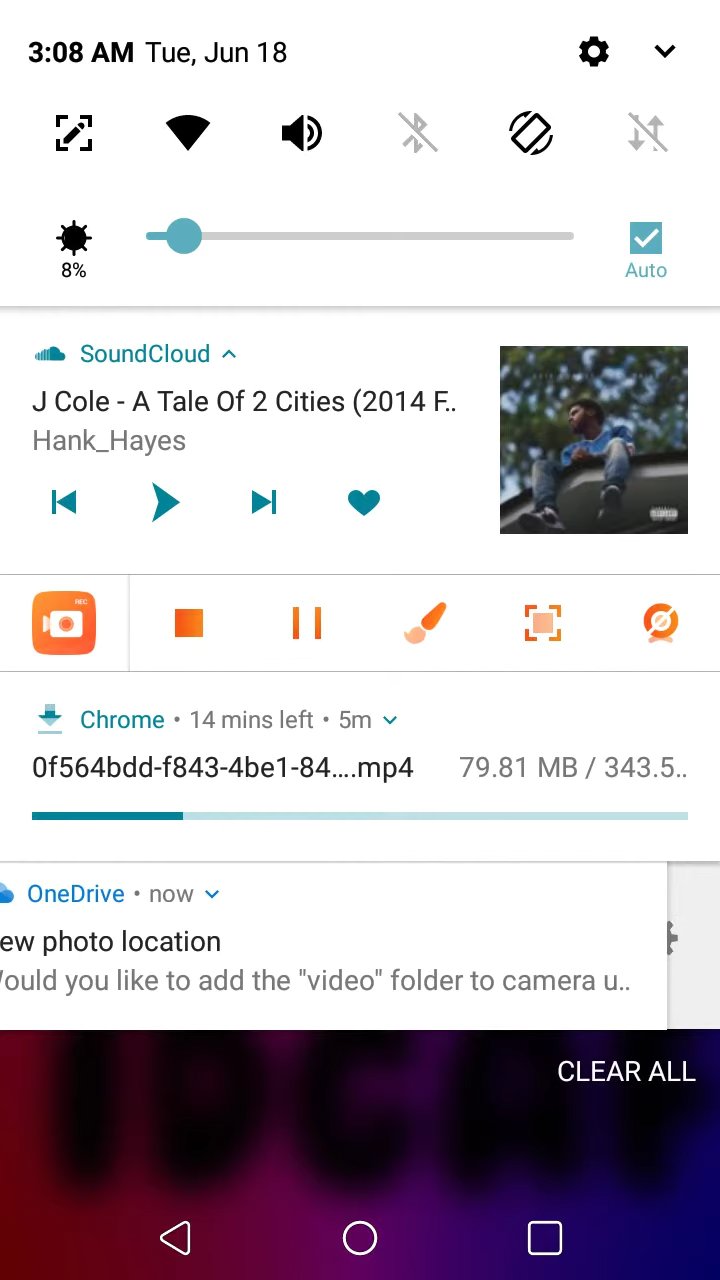 3:08 AM Tue, Jun 18
8%
Auto
SoundCloud
J Cole - A Tale Of 2 Cities (2014 F..
Hank_Hayes
REC
Chrome • 14 mins left • 5m
0f564bdd-f843-4be1-84....mp4 79.81 MB / 343.5..
OneDrive • now
ew photo location
ould you like to add the "video" folder to camera u..
CLEAR ALL